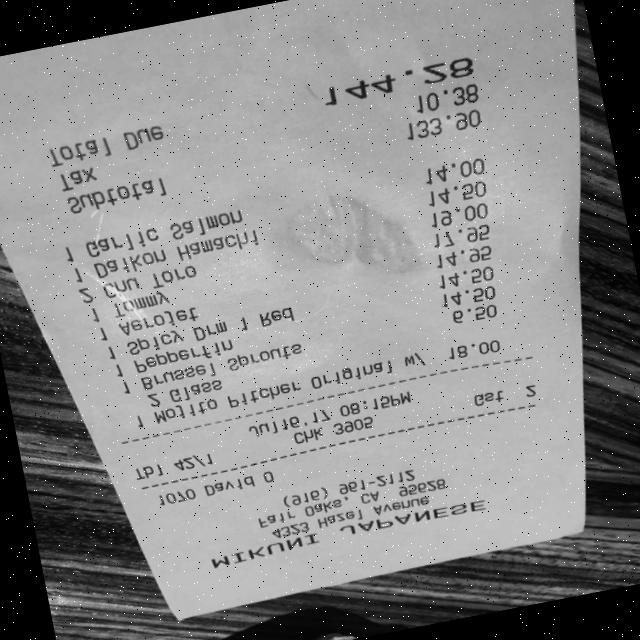 MIKUNI JAPANESE
4323 Hazel Avenue
Fair Oaks, CA 95628
(916) 961-2112
1070 David O
Tbl 42/1 Chk 3905 Gst 2
Jul16'17 08:15PM
1 Mojito Pitcher Original w/ 18.00
2 Glass
1 Brussel Sprouts 6.50
1 Pepperfin 14.50
1 Spicy Drm 1 Red 14.50
1 Aerojet 14.95
1 Tommy 17.95
2 Chu Toro 19.00
1 Daikon Hamachi 14.50
1 Garlic Salmon 14.00
Subtotal 133.90
Tax 10.38
Total Due 144.28